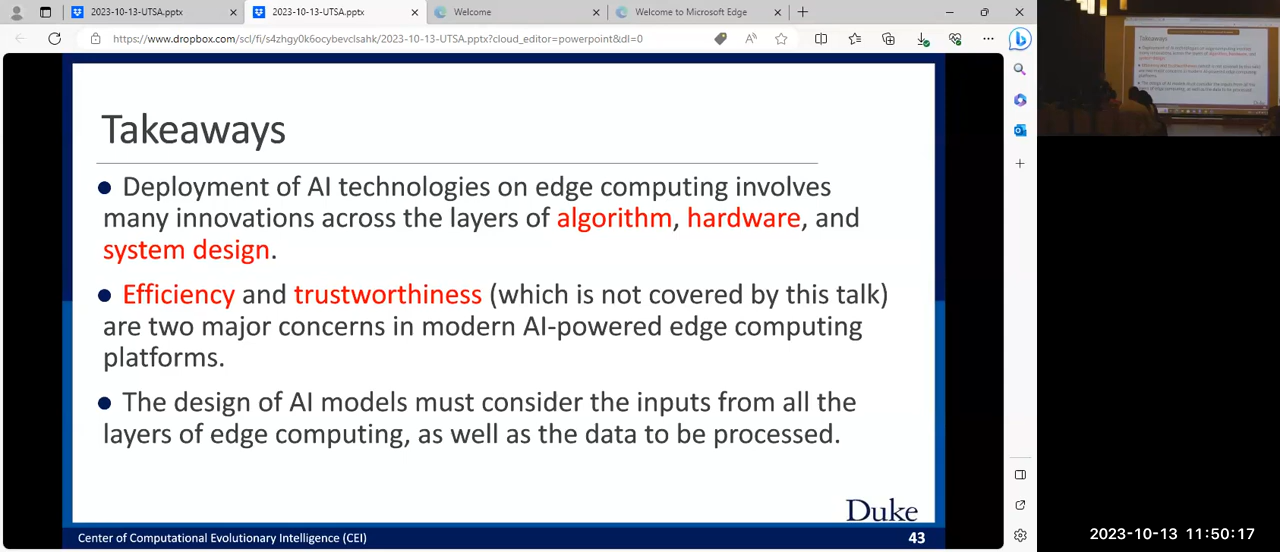 2023-10-13-UTSA.pptx
2023-10-13-UTSA.pptx
Welcome
Welcome to Microsoft Edge
https://www.dropbox.com/scl/fi/s4zhgy0k6ocybevclsahk/2023-10-13-UTSA.pptx?cloud_editor=powerpoint&dl=0
Takeaways
● Deployment of AI technologies on edge computing involves
many innovations across the layers of algorithm, hardware, and
system design.
● Efficiency and trustworthiness (which is not covered by this talk)
are two major concerns in modern AI-powered edge computing
platforms.
● The design of AI models must consider the inputs from all the
layers of edge computing, as well as the data to be processed.
Duke
Center of Computational Evolutionary Intelligence (CEI)
43
Takeaways
Duke
2023-10-13 11:50:17